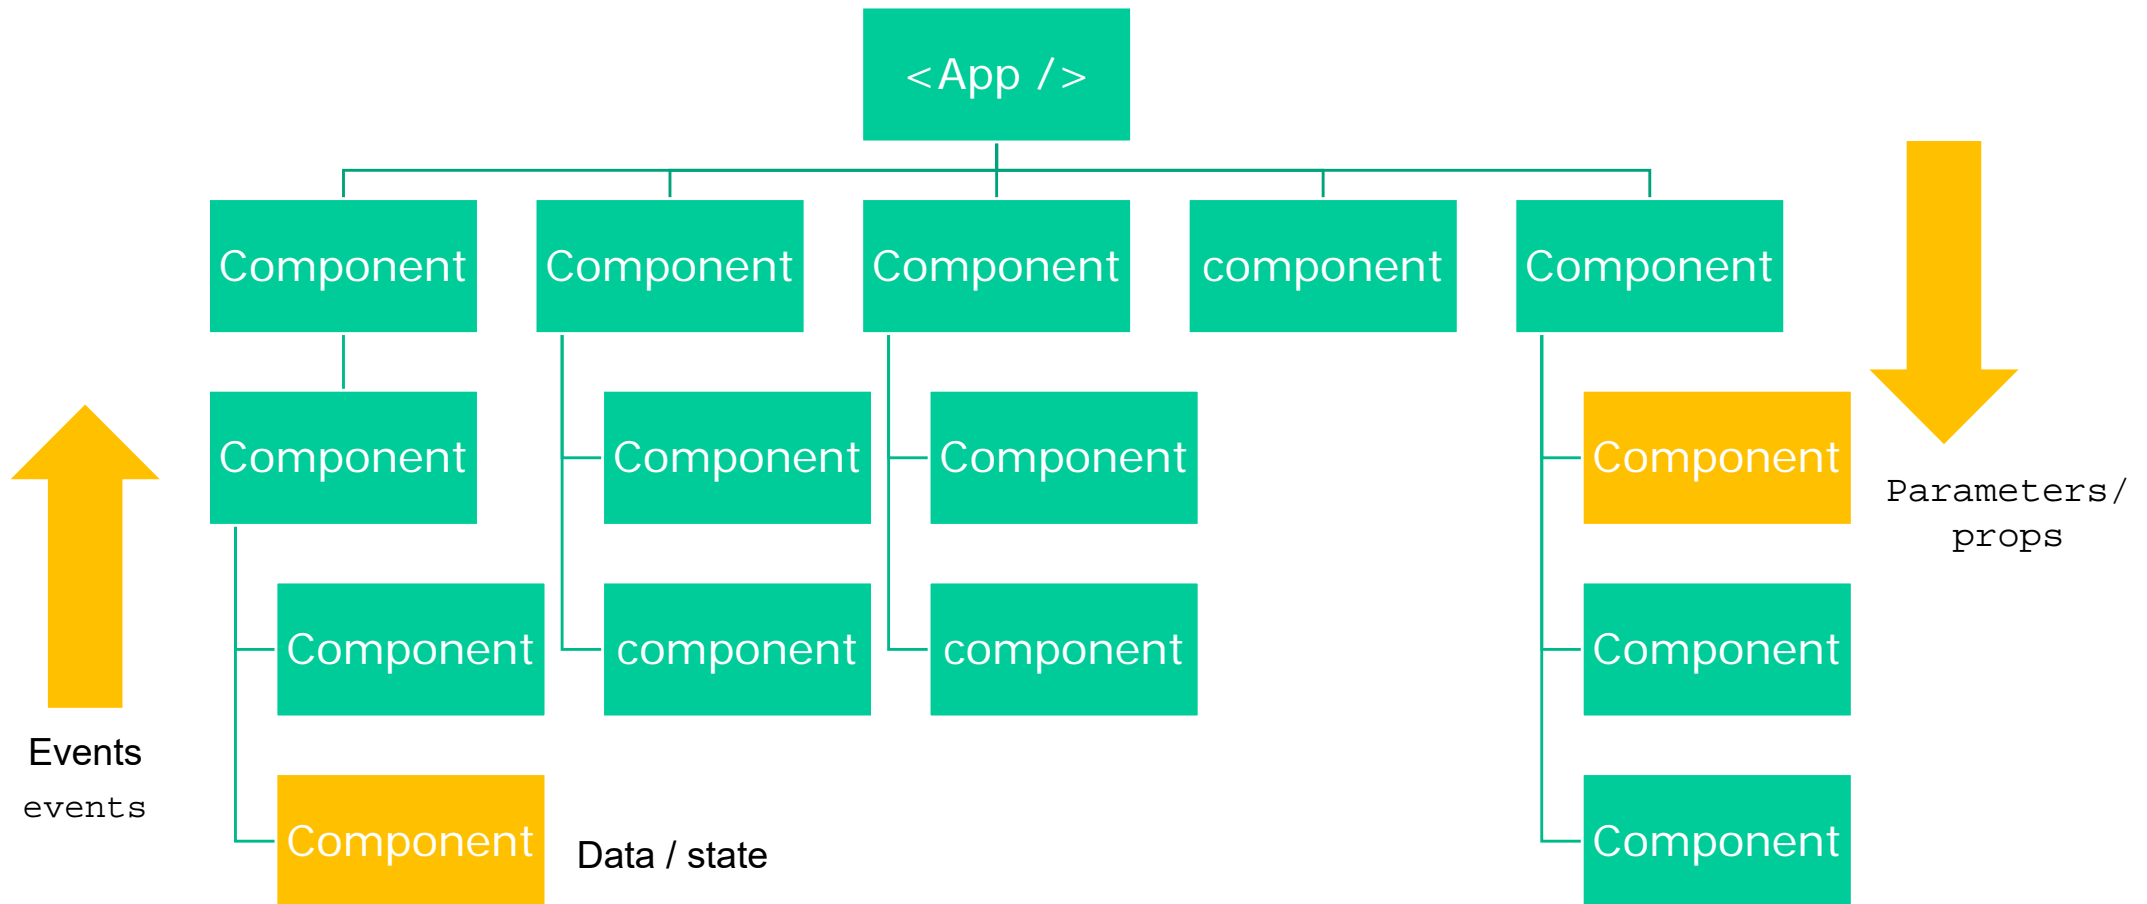 <App />
Component
Component
Component
component
Component
Component
Component
Component
Component
Parameters/
props
Component
component
component
Component
Events
events
Component
Data / state
Component